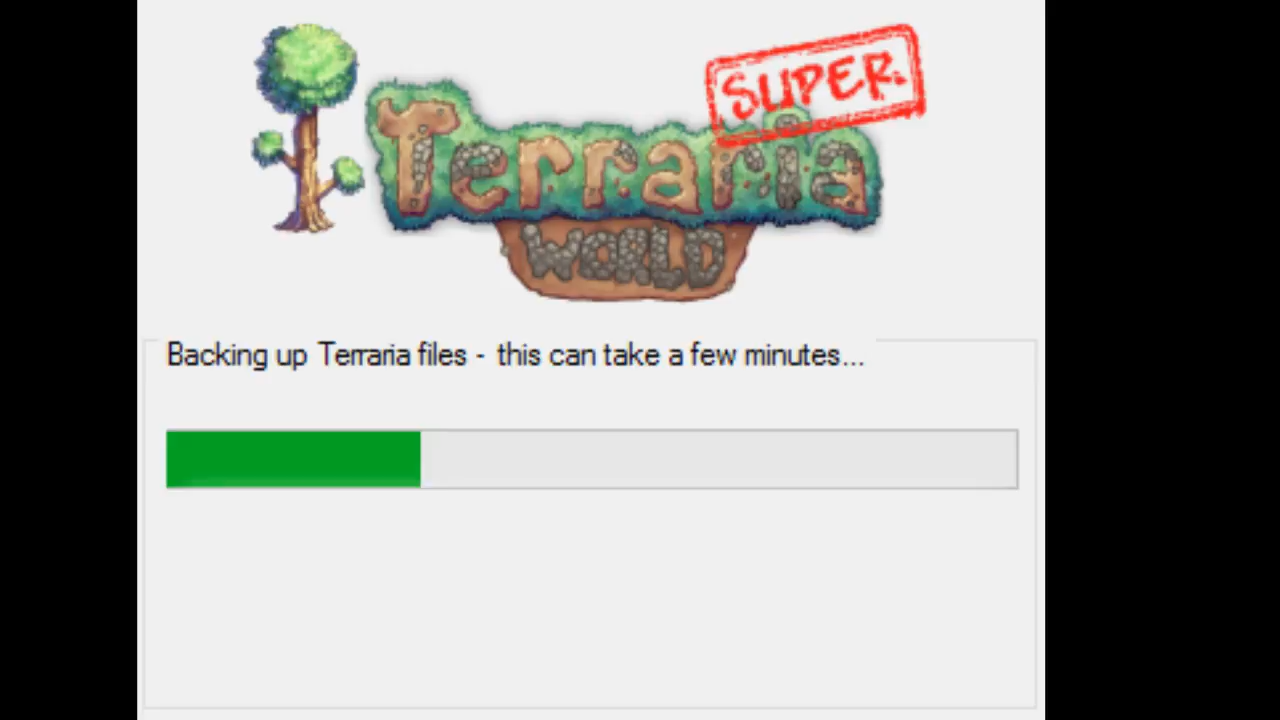 SUPER
Terraria
WORLD
Backing up Terraria files - this can take a few minutes...